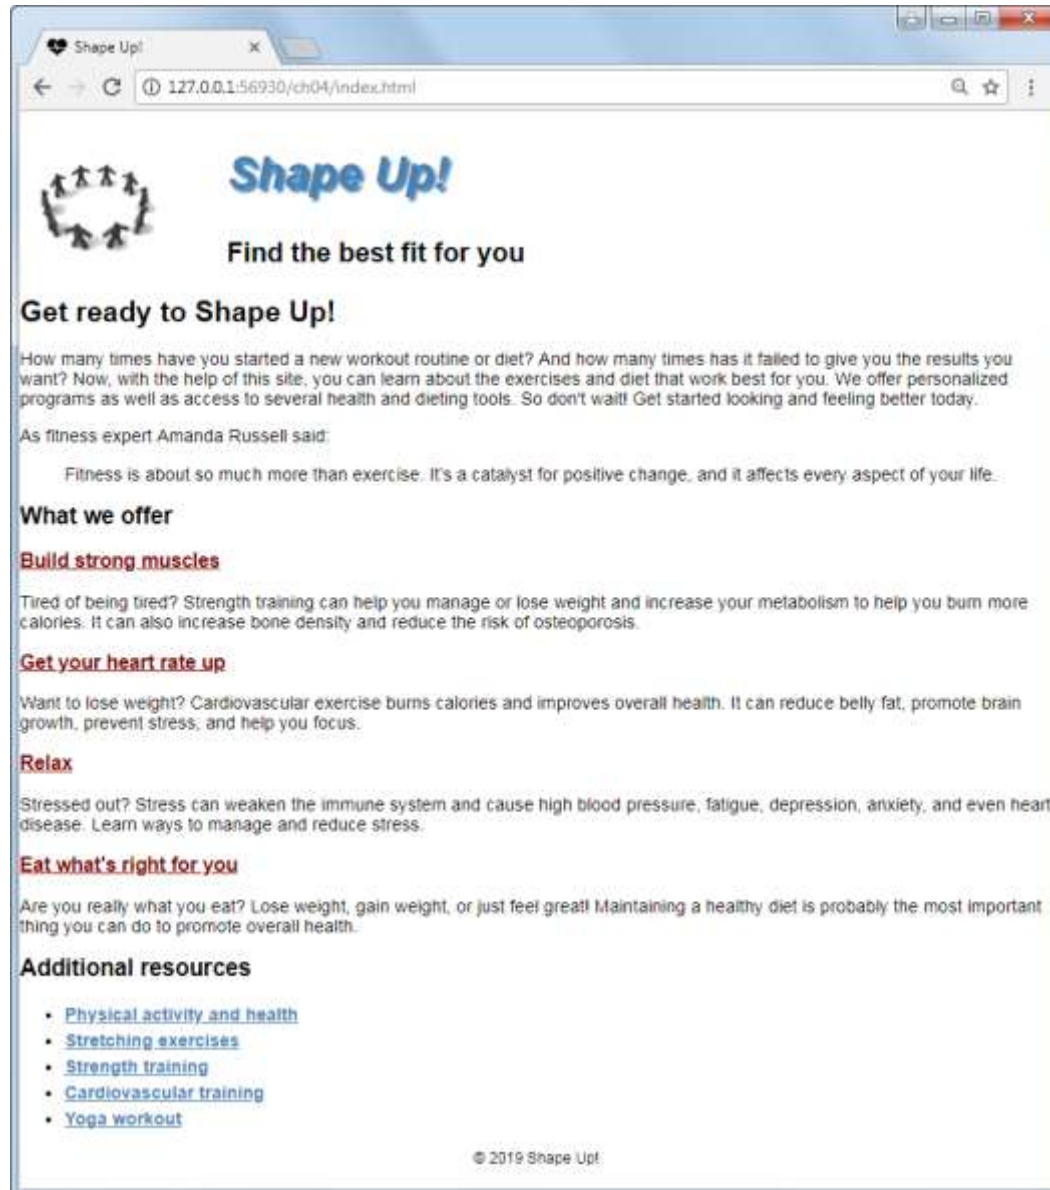 Shape Up!
127.0.0.1:56930/ch04/index.html
Shape Up!
Find the best fit for you
Get ready to Shape Up!
How many times have you started a new workout routine or diet? And how many times has it failed to give you the results you
want? Now, with the help of this site, you can learn about the exercises and diet that work best for you. We offer personalized
programs as well as access to several health and dieting tools. So don't wait! Get started looking and feeling better today.
As fitness expert Amanda Russell said:
Fitness is about so much more than exercise. It's a catalyst for positive change, and it affects every aspect of your life.
What we offer
Build strong muscles
Tired of being tired? Strength training can help you manage or lose weight and increase your metabolism to help you burn more
calories. It can also increase bone density and reduce the risk of osteoporosis.
Get your heart rate up
Want to lose weight? Cardiovascular exercise burns calories and improves overall health. It can reduce belly fat, promote brain
growth, prevent stress, and help you focus.
Relax
Stressed out? Stress can weaken the immune system and cause high blood pressure, fatigue, depression, anxiety, and even heart
disease. Learn ways to manage and reduce stress.
Eat what's right for you
Are you really what you eat? Lose weight, gain weight, or just feel great! Maintaining a healthy diet is probably the most important
thing you can do to promote overall health.
Additional resources
• Physical activity and health
• Stretching exercises
• Strength training
• Cardiovascular training
• Yoga workout
© 2019 Shape Up!